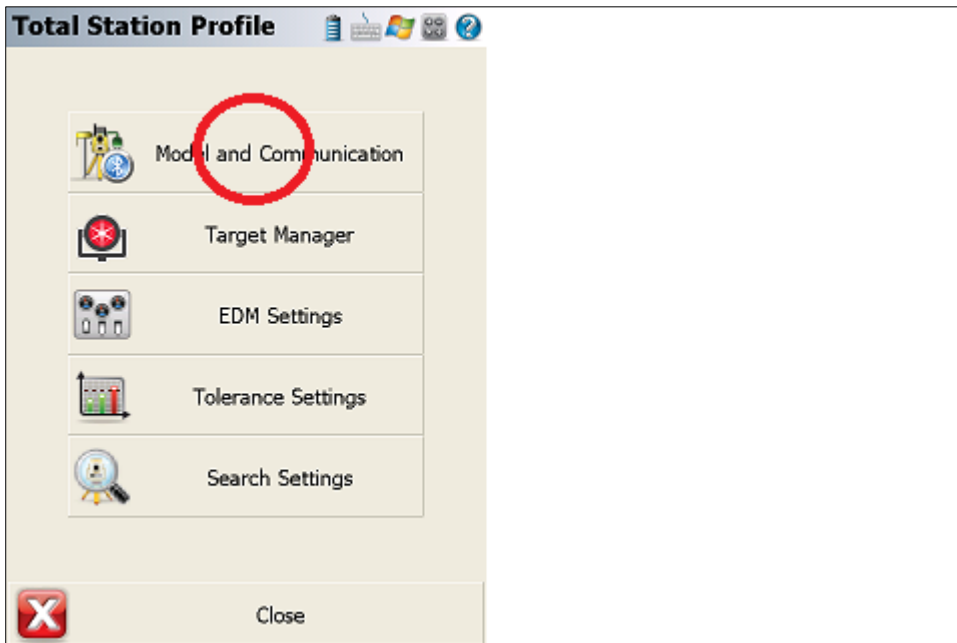 Total Station Profile
Model and Communication
Target Manager
EDM Settings
Tolerance Settings
Search Settings
Close